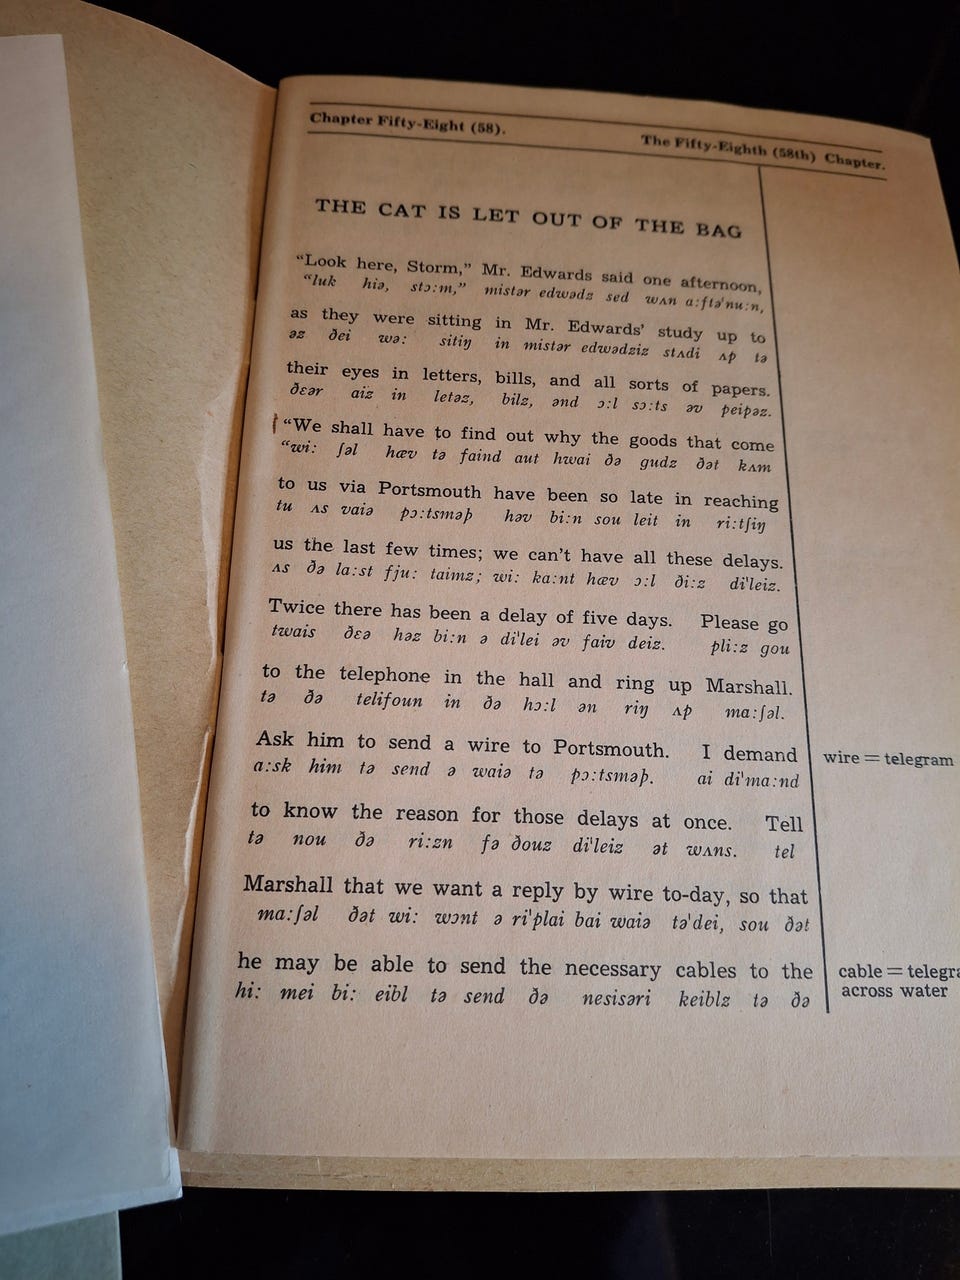 Chapter Fifty-Eight (58).
The Fifty-Eighth (58th) Chapter.
THE CAT IS LET OUT OF THE BAG
“Look here, Storm,” Mr. Edwards said one afternoon,
“luk hiə, stɔ:m,” mistər edwədz sed wʌn a:ftə'nu:n,
as they were sitting in Mr. Edwards’ study up to
əz ðei wə: sitiŋ in mistər edwədziz stʌdi ʌp tə
their eyes in letters, bills, and all sorts of papers.
ðɛər aiz in letəz, bilz, ənd ɔ:l sɔ:ts əv peipəz.
“We shall have to find out why the goods that come
“wi: ʃəl hæv tə faind aut hwai ðə gudz ðət kʌm
to us via Portsmouth have been so late in reaching
tu ʌs vaiə pɔ:tsməþ həv bi:n sou leit in ri:tʃiŋ
us the last few times; we can’t have all these delays.
ʌs ðə la:st fju: taimz; wi: ka:nt hæv ɔ:l ði:z di'leiz.
Twice there has been a delay of five days. Please go
twais ðɛə həz bi:n ə di'lei əv faiv deiz. pli:z gou
to the telephone in the hall and ring up Marshall.
tə ðə telifoun in ðə hɔ:l ən riŋ ʌp ma:ʃəl.
Ask him to send a wire to Portsmouth. I demand
a:sk him tə send ə waiə tə pɔ:tsməþ. ai di'ma:nd
wire = telegram
to know the reason for those delays at once. Tell
tə nou ðə ri:zn fə ðouz di'leiz ət wʌns. tel
Marshall that we want a reply by wire to-day, so that
ma:ʃəl ðət wi: wɔnt ə ri'plai bai waiə tə'dei, sou ðət
he may be able to send the necessary cables to the
hi: mei bi: eibl tə send ðə nesisəri keiblz tə ðə
cable = telegra
across water